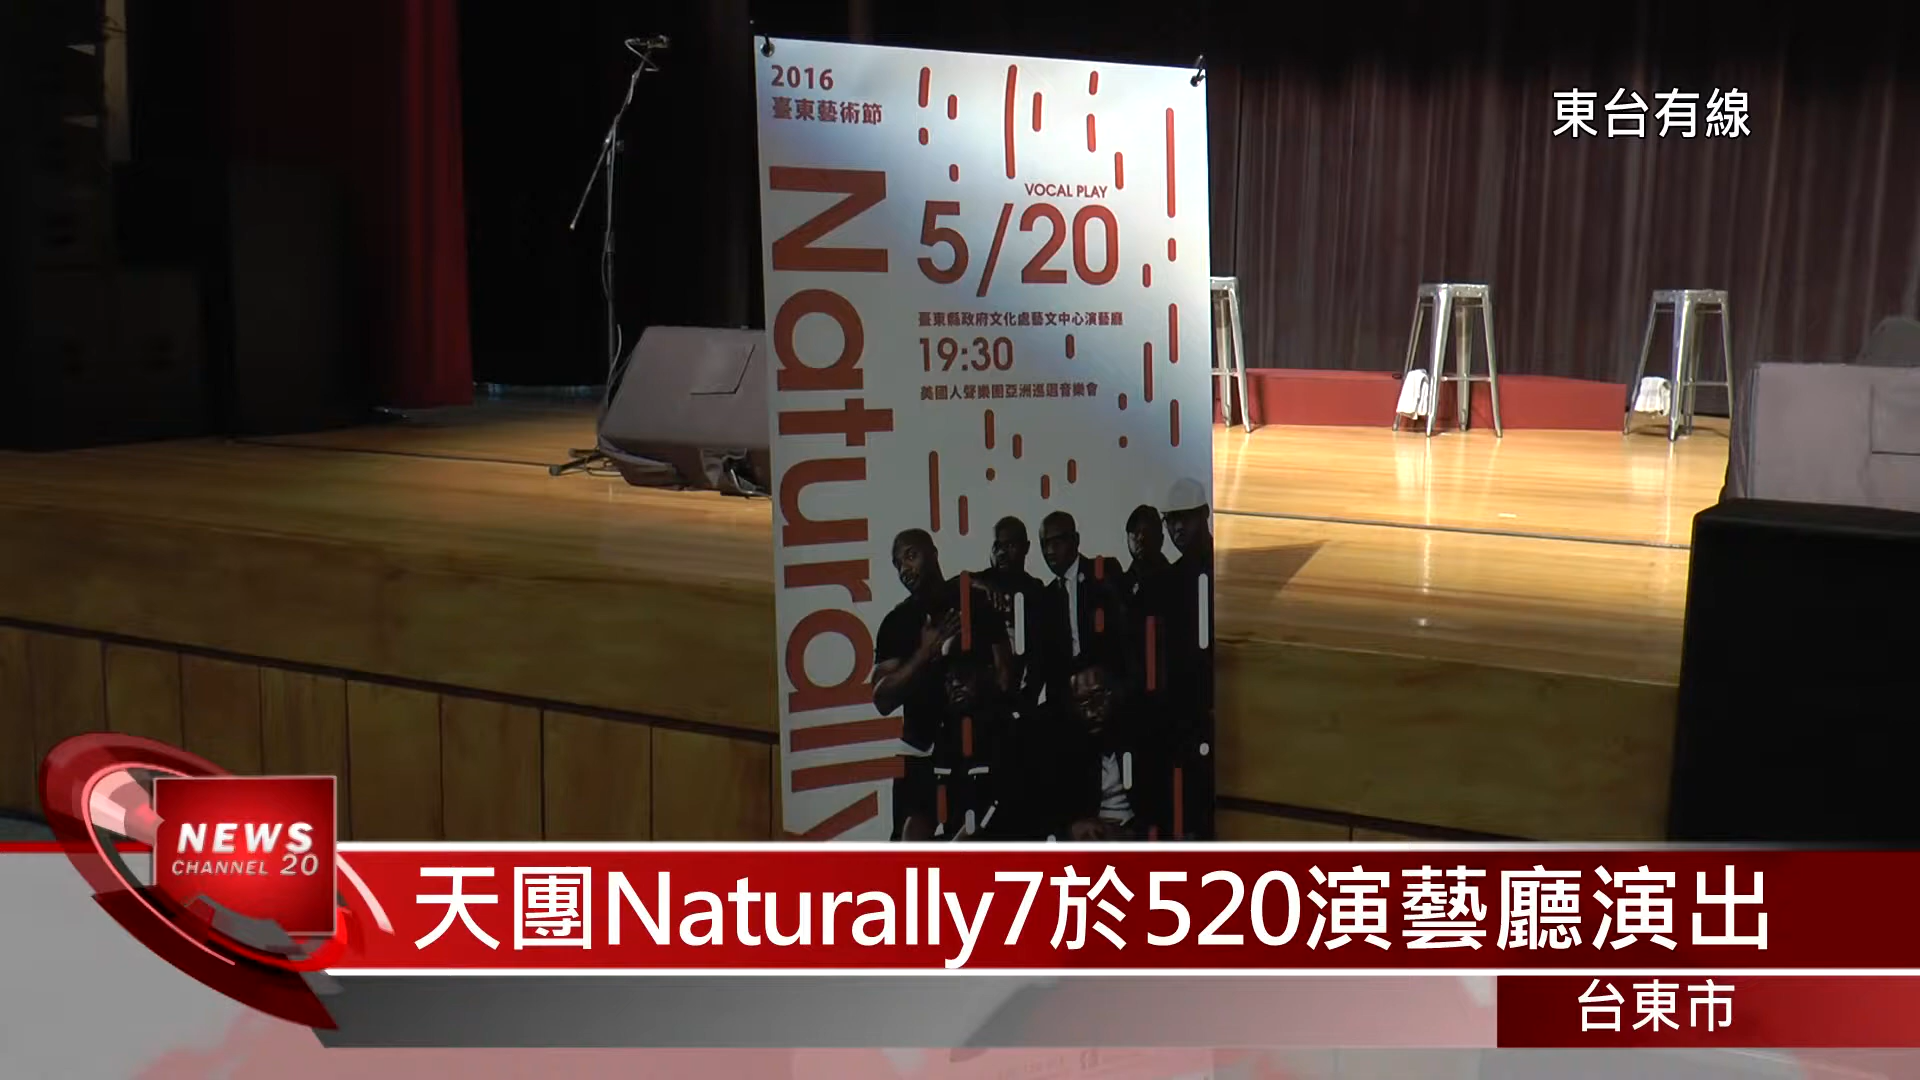 東台有線
2016
臺東藝術節
Naturally
VOCAL PLAY
5/20
臺東縣政府文化處藝文中心演藝廳
19:30
美國人聲樂團亞洲巡迴音樂會
NEWS
CHANNEL 20
天團Naturally7於520演藝廳演出
台東市